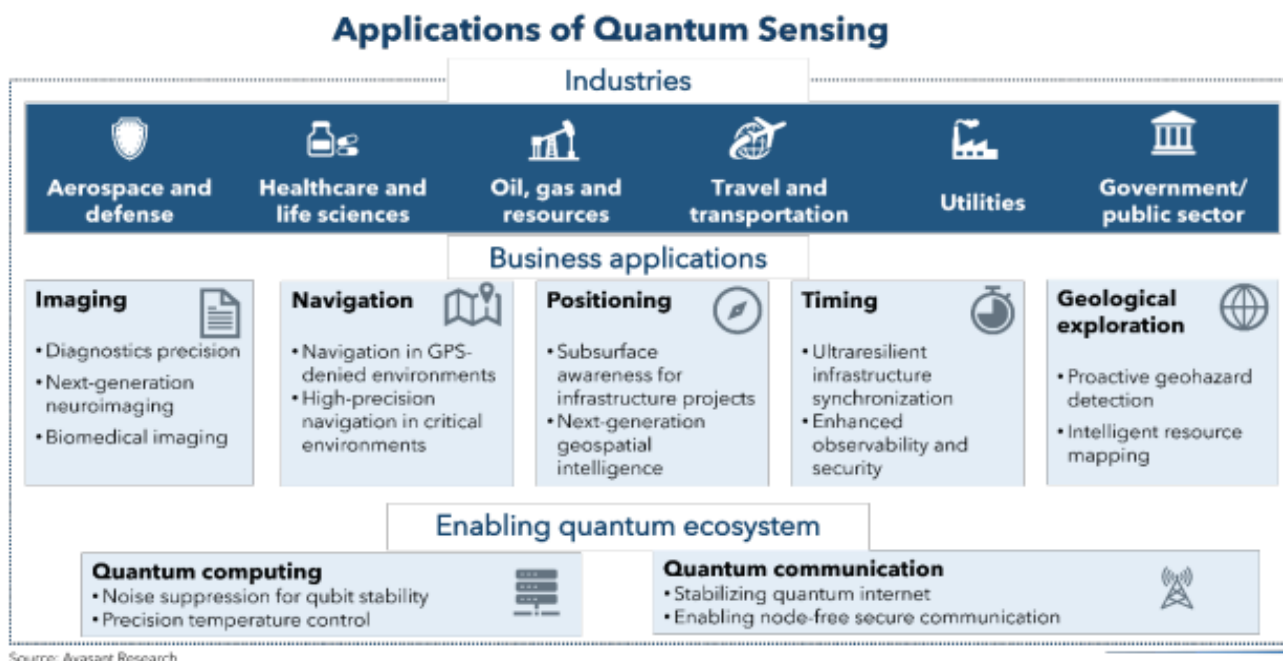 Applications of Quantum Sensing
Industries
Aerospace and
defense
Healthcare and
life sciences
Oil, gas and
resources
Travel and
transportation
Utilities
Government/
public sector
Business applications
Imaging
• Diagnostics precision
• Next-generation
neuroimaging
• Biomedical imaging
Navigation
• Navigation in GPS-
denied environments
• High-precision
navigation in critical
environments
Positioning
• Subsurface
awareness for
infrastructure projects
• Next-generation
geospatial
intelligence
Timing
• Ultraresilient
infrastructure
synchronization
• Enhanced
observability and
security
Geological
exploration
• Proactive geohazard
detection
• Intelligent resource
mapping
Enabling quantum ecosystem
Quantum computing
• Noise suppression for qubit stability
• Precision temperature control
Quantum communication
• Stabilizing quantum internet
• Enabling node-free secure communication
Source: Avasant Research